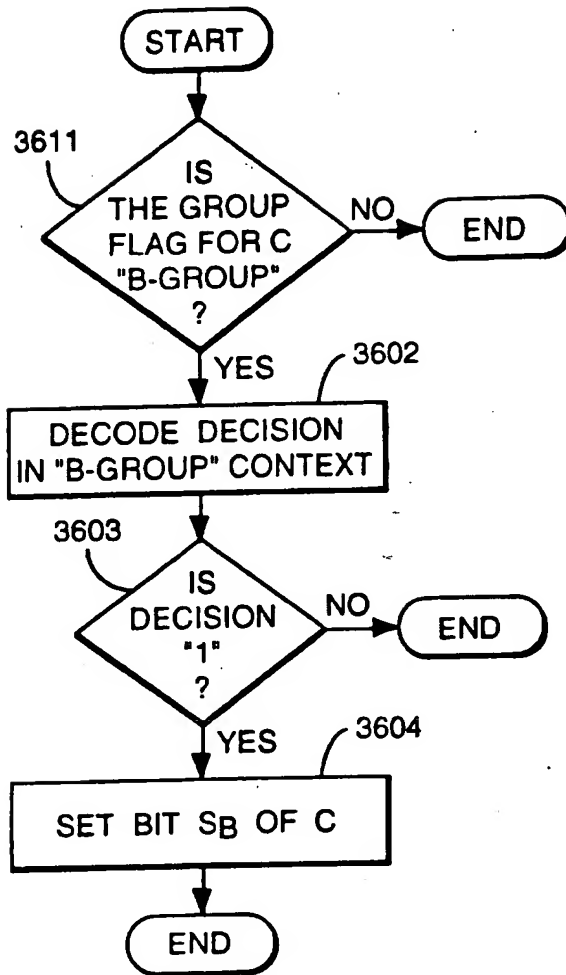 START
3611
IS
THE GROUP
FLAG FOR C
"B-GROUP"
?
NO
END
YES
3602
DECODE DECISION
IN "B-GROUP" CONTEXT
3603
IS
DECISION
"1"
?
NO
END
YES
3604
SET BIT SB OF C
END